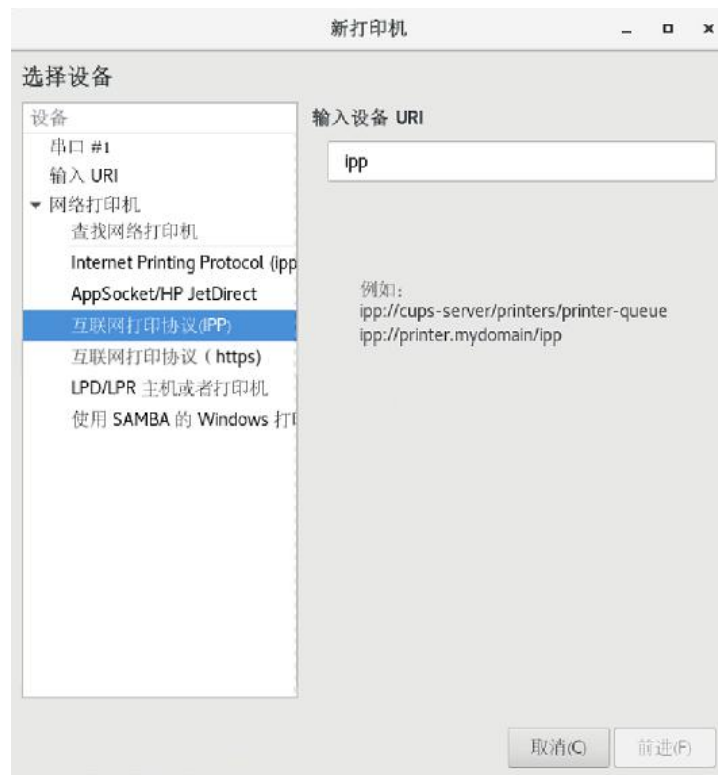 新打印机
选择设备
设备
串口 #1
输入 URI
网络打印机
查找网络打印机
Internet Printing Protocol (ipp
AppSocket/HP JetDirect
互联网打印协议(IPP)
互联网打印协议 ( https)
LPD/LPR 主机或者打印机
使用 SAMBA 的 Windows 打
输入设备 URI
ipp
例如:
ipp://cups-server/printers/printer-queue
ipp://printer.mydomain/ipp
取消(C)
前进(F)